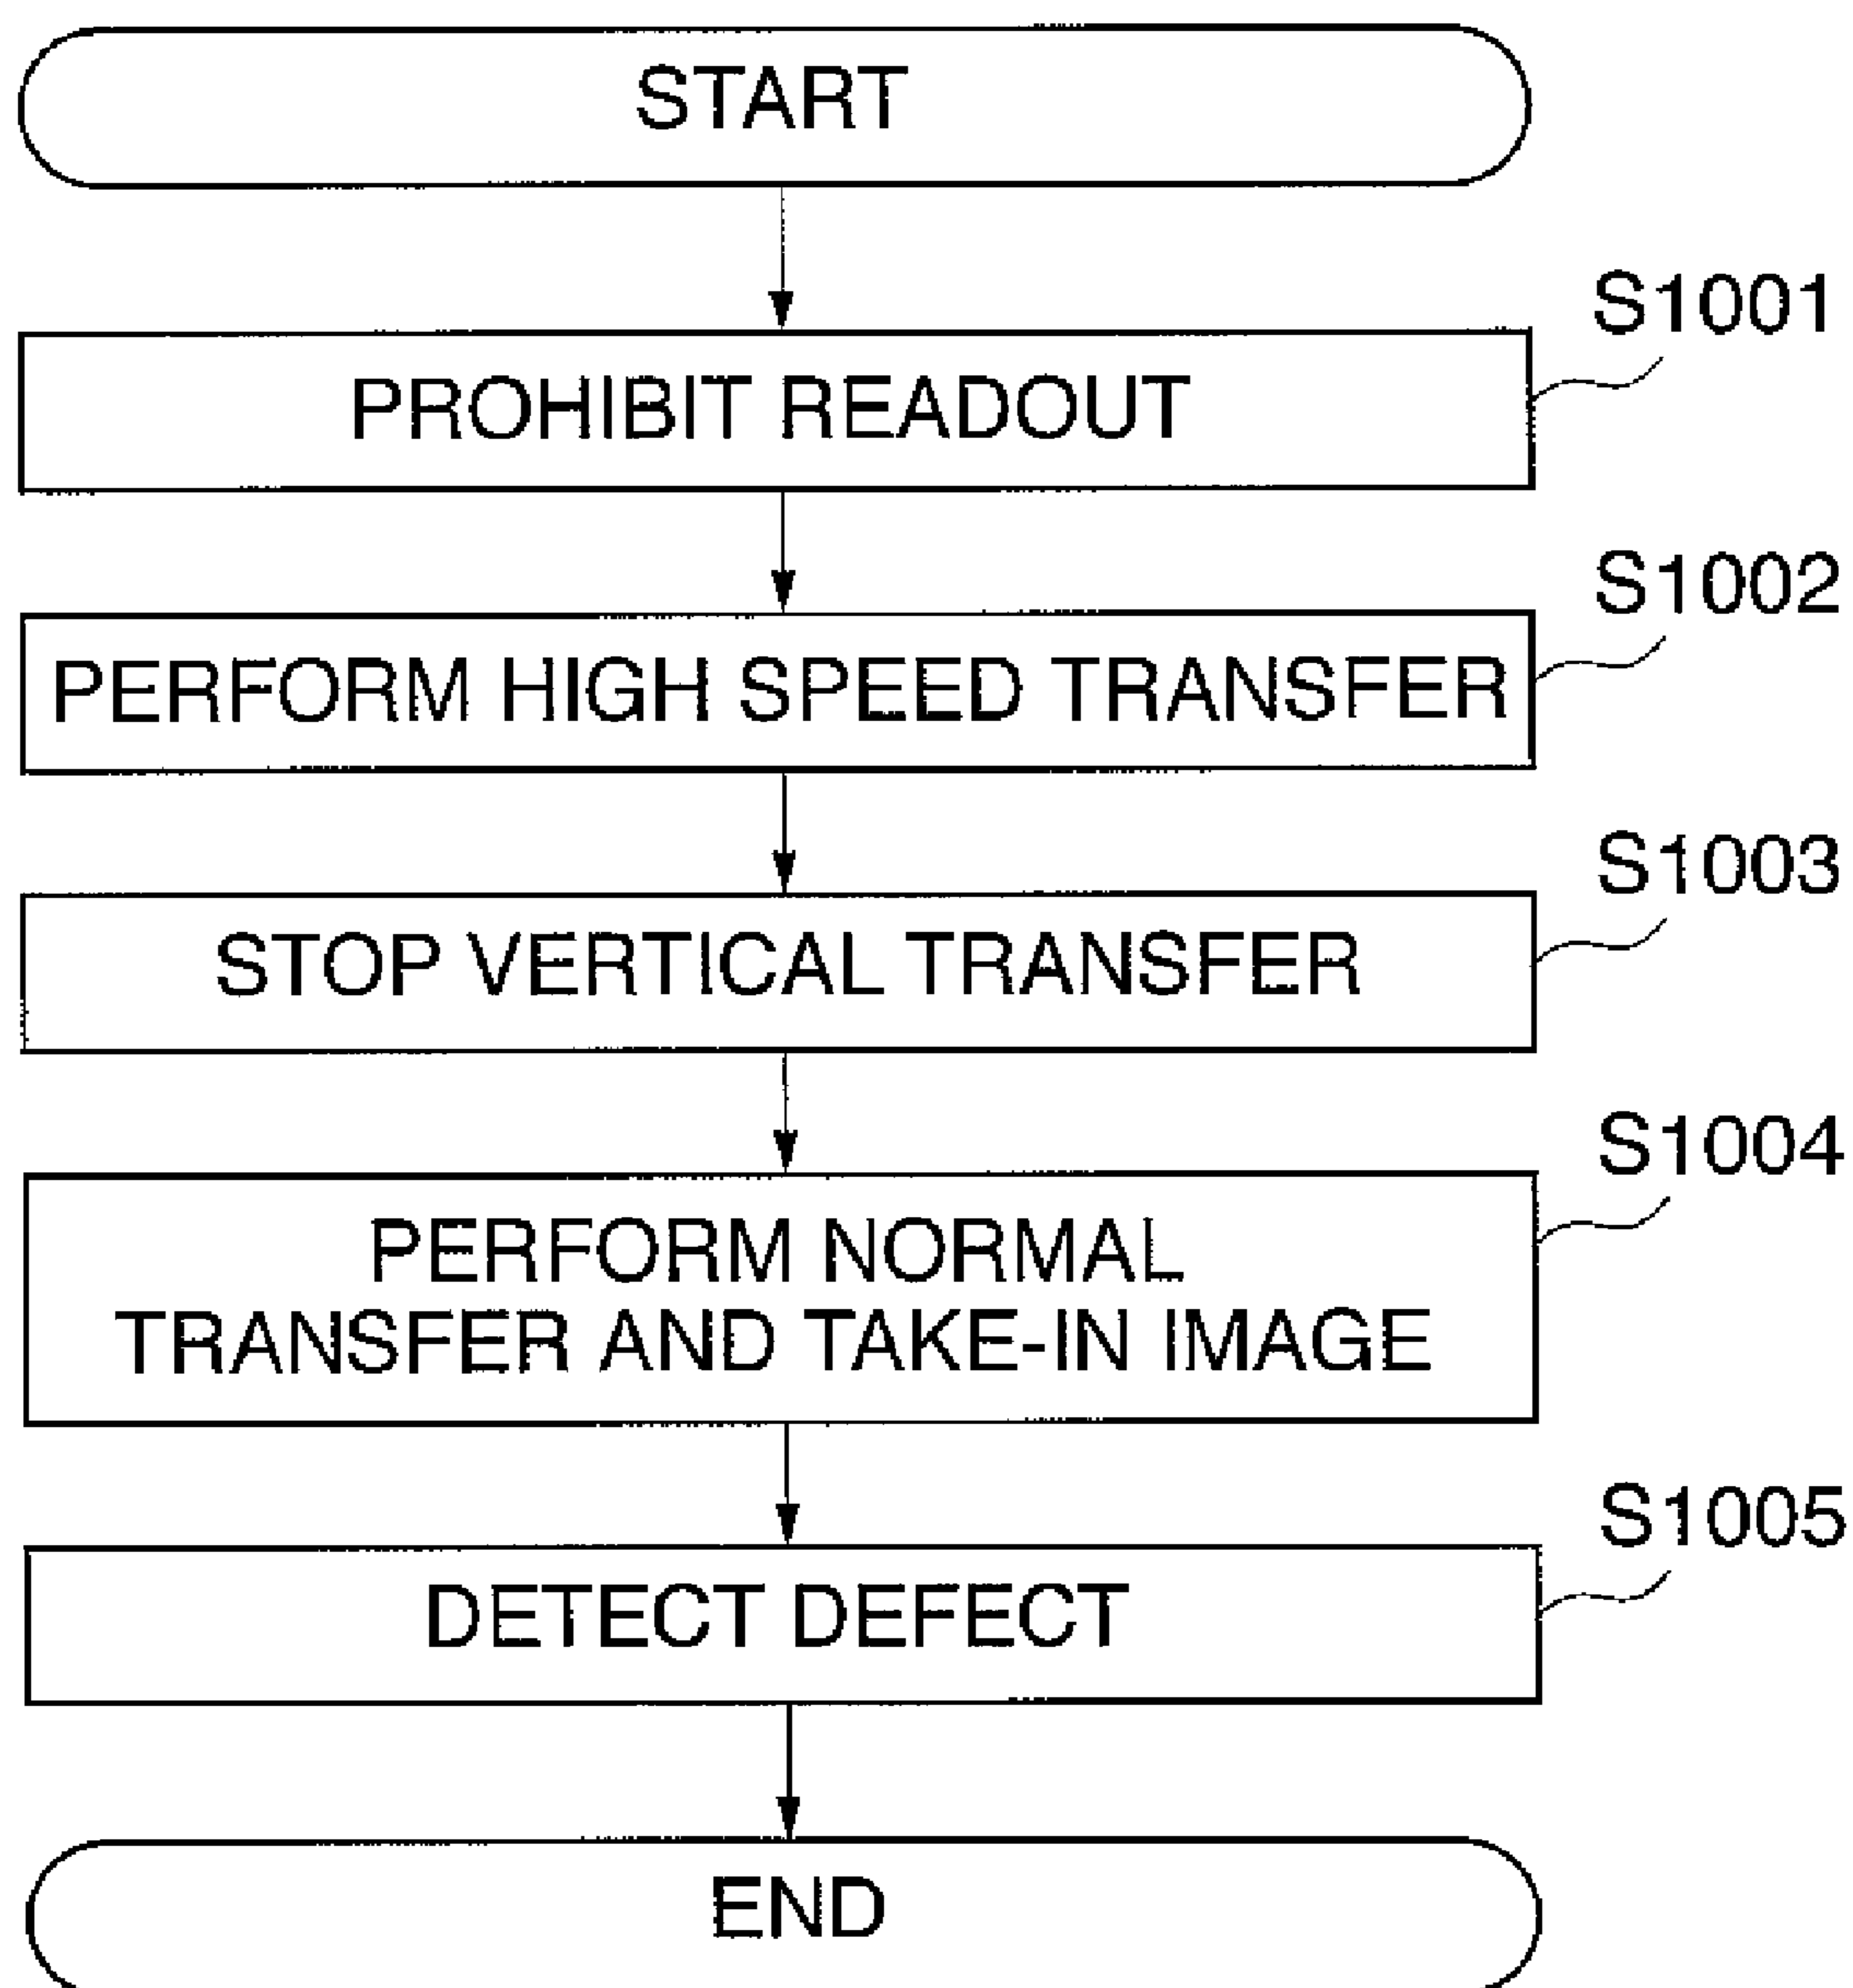 START
S1001
PROHIBIT READOUT
S1002
PERFORM HIGH SPEED TRANSFER
S1003
STOP VERTICAL TRANSFER
S1004
PERFORM NORMAL
TRANSFER AND TAKE-IN IMAGE
S1005
DETECT DEFECT
END